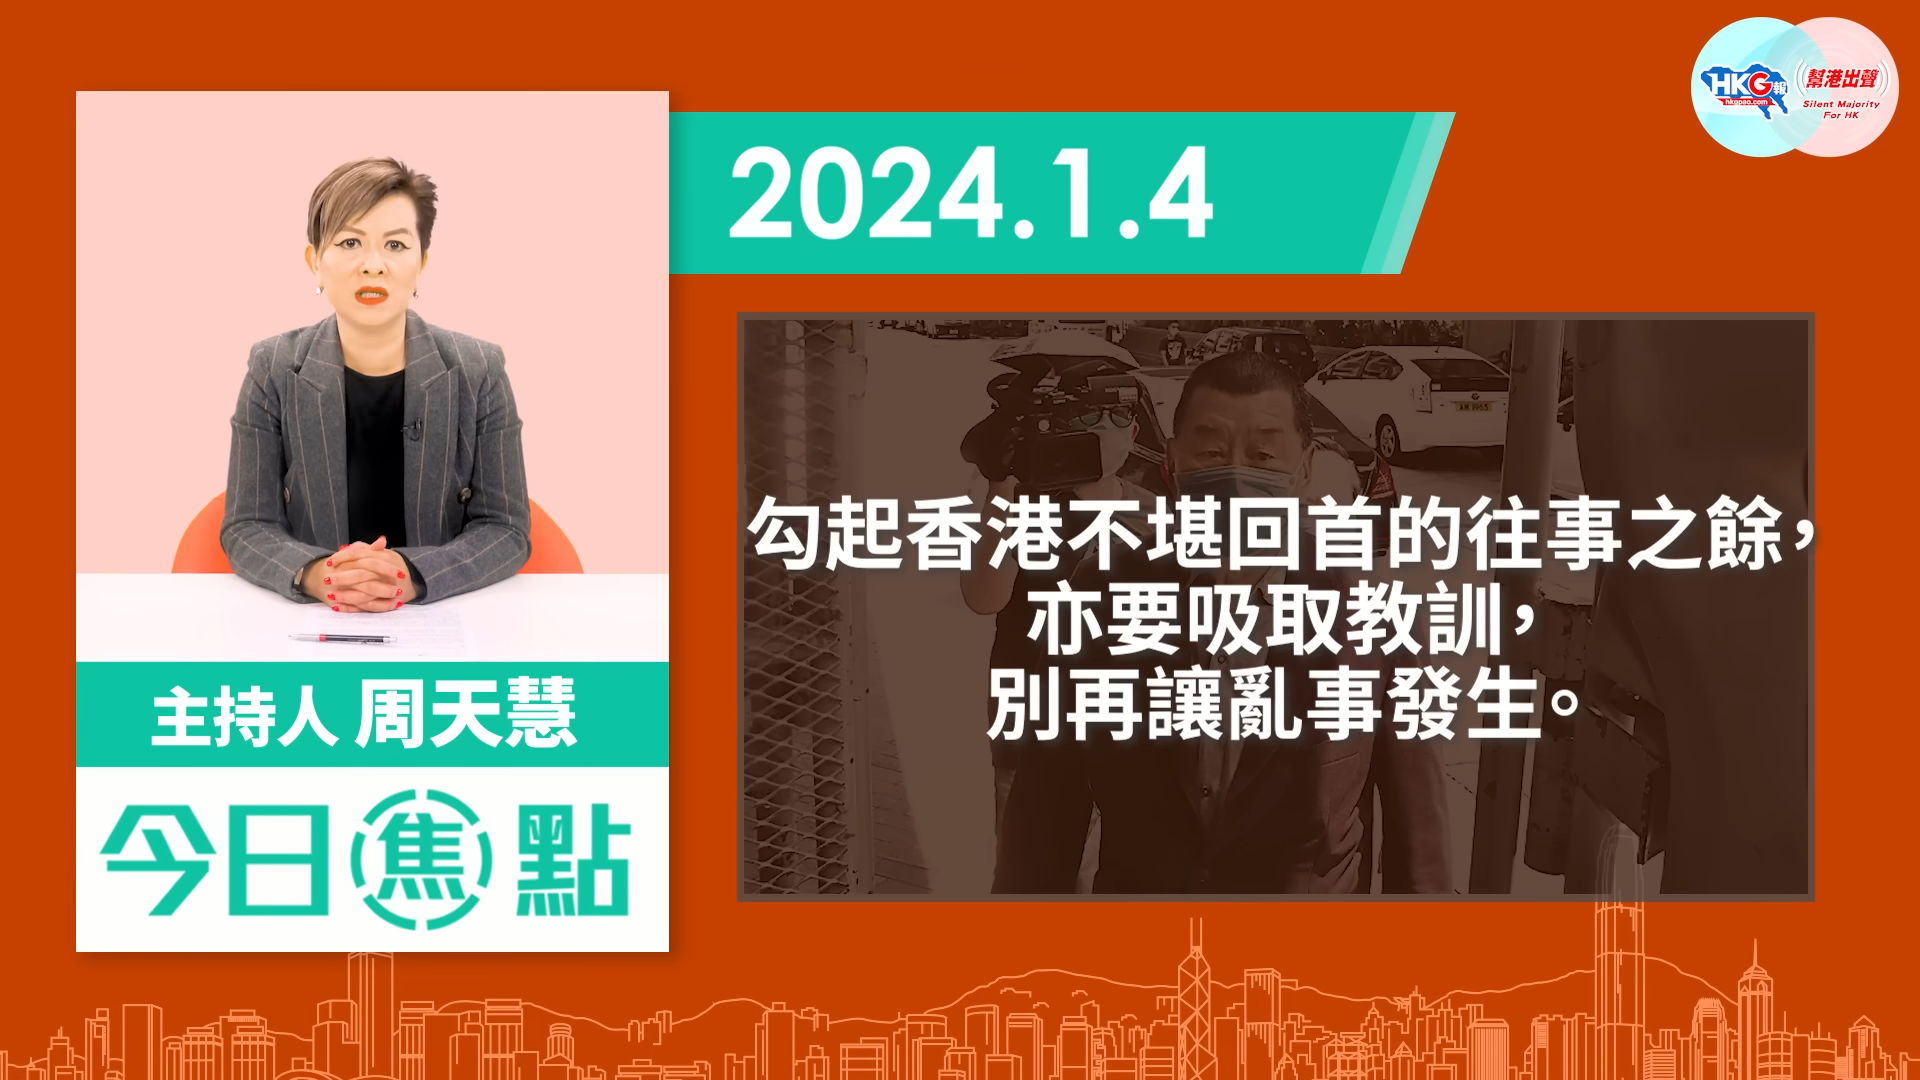 2024.1.4
HKG報
hkgpao.com
幫港出聲
Silent Majority
For HK
AM 1965
勾起香港不堪回首的往事之餘，
亦要吸取教訓，
別再讓亂事發生。
主持人 周天慧
今日焦點